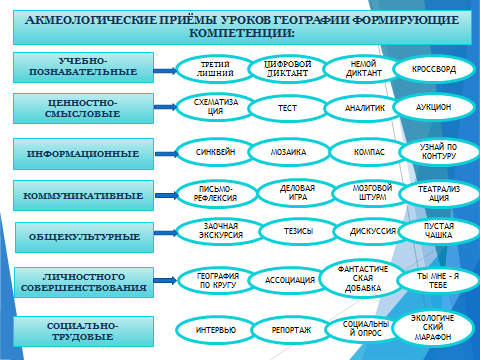 АКМЕОЛОГИЧЕСКИЕ ПРИЁМЫ УРОКОВ ГЕОГРАФИИ ФОРМИРУЮЩИЕ
КОМПЕТЕНЦИИ:
УЧЕБНО-
ПОЗНАВАТЕЛЬНЫЕ
ТРЕТИЙ
ЛИШНИЙ
ЦИФРОВОЙ
ДИКТАНТ
НЕМОЙ
ДИКТАНТ
КРОССВОРД
ЦЕННОСТНО-
СМЫСЛОВЫЕ
СХЕМАТИЗА
ЦИЯ
ТЕСТ
АНАЛИТИК
АУКЦИОН
ИНФОРМАЦИОННЫЕ
СИНКВЕЙН
МОЗАИКА
КОМПАС
УЗНАЙ ПО
КОНТУРУ
КОММУНИКАТИВНЫЕ
ПИСЬМО-
РЕФЛЕКСИЯ
ДЕЛОВАЯ
ИГРА
МОЗГОВОЙ
ШТУРМ
ТЕАТРАЛИЗ
АЦИЯ
ОБЩЕКУЛЬТУРНЫЕ
ЗАОЧНАЯ
ЭКСКУРСИЯ
ТЕЗИСЫ
ДИСКУССИЯ
ПУСТАЯ
ЧАШКА
ЛИЧНОСТНОГО
СОВЕРШЕНСТВОВАНИЯ
ГЕОГРАФИЯ
ПО КРУГУ
АССОЦИАЦИЯ
ФАНТАСТИЧЕ
СКАЯ
ДОБАВКА
ТЫ МНЕ - Я
ТЕБЕ
СОЦИАЛЬНО-
ТРУДОВЫЕ
ИНТЕРВЬЮ
РЕПОРТАЖ
СОЦИАЛЬНЫ
Й ОПРОС
ЭКОЛОГИЧЕ
СКИЙ
МАРАФОН